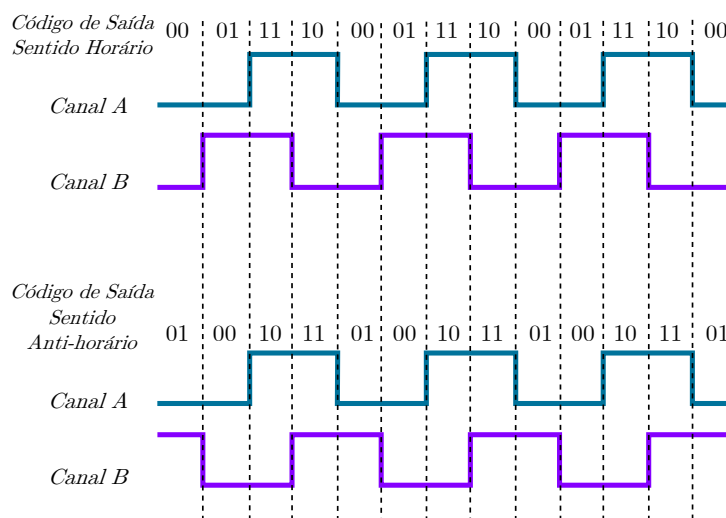 Código de Saída
Sentido Horário
00 01 11 10 00 01 11 10 00 01 11 10 00
Canal A
Canal B
Código de Saída
Sentido
Anti-horário
01 00 10 11 01 00 10 11 01 00 10 11 01
Canal A
Canal B